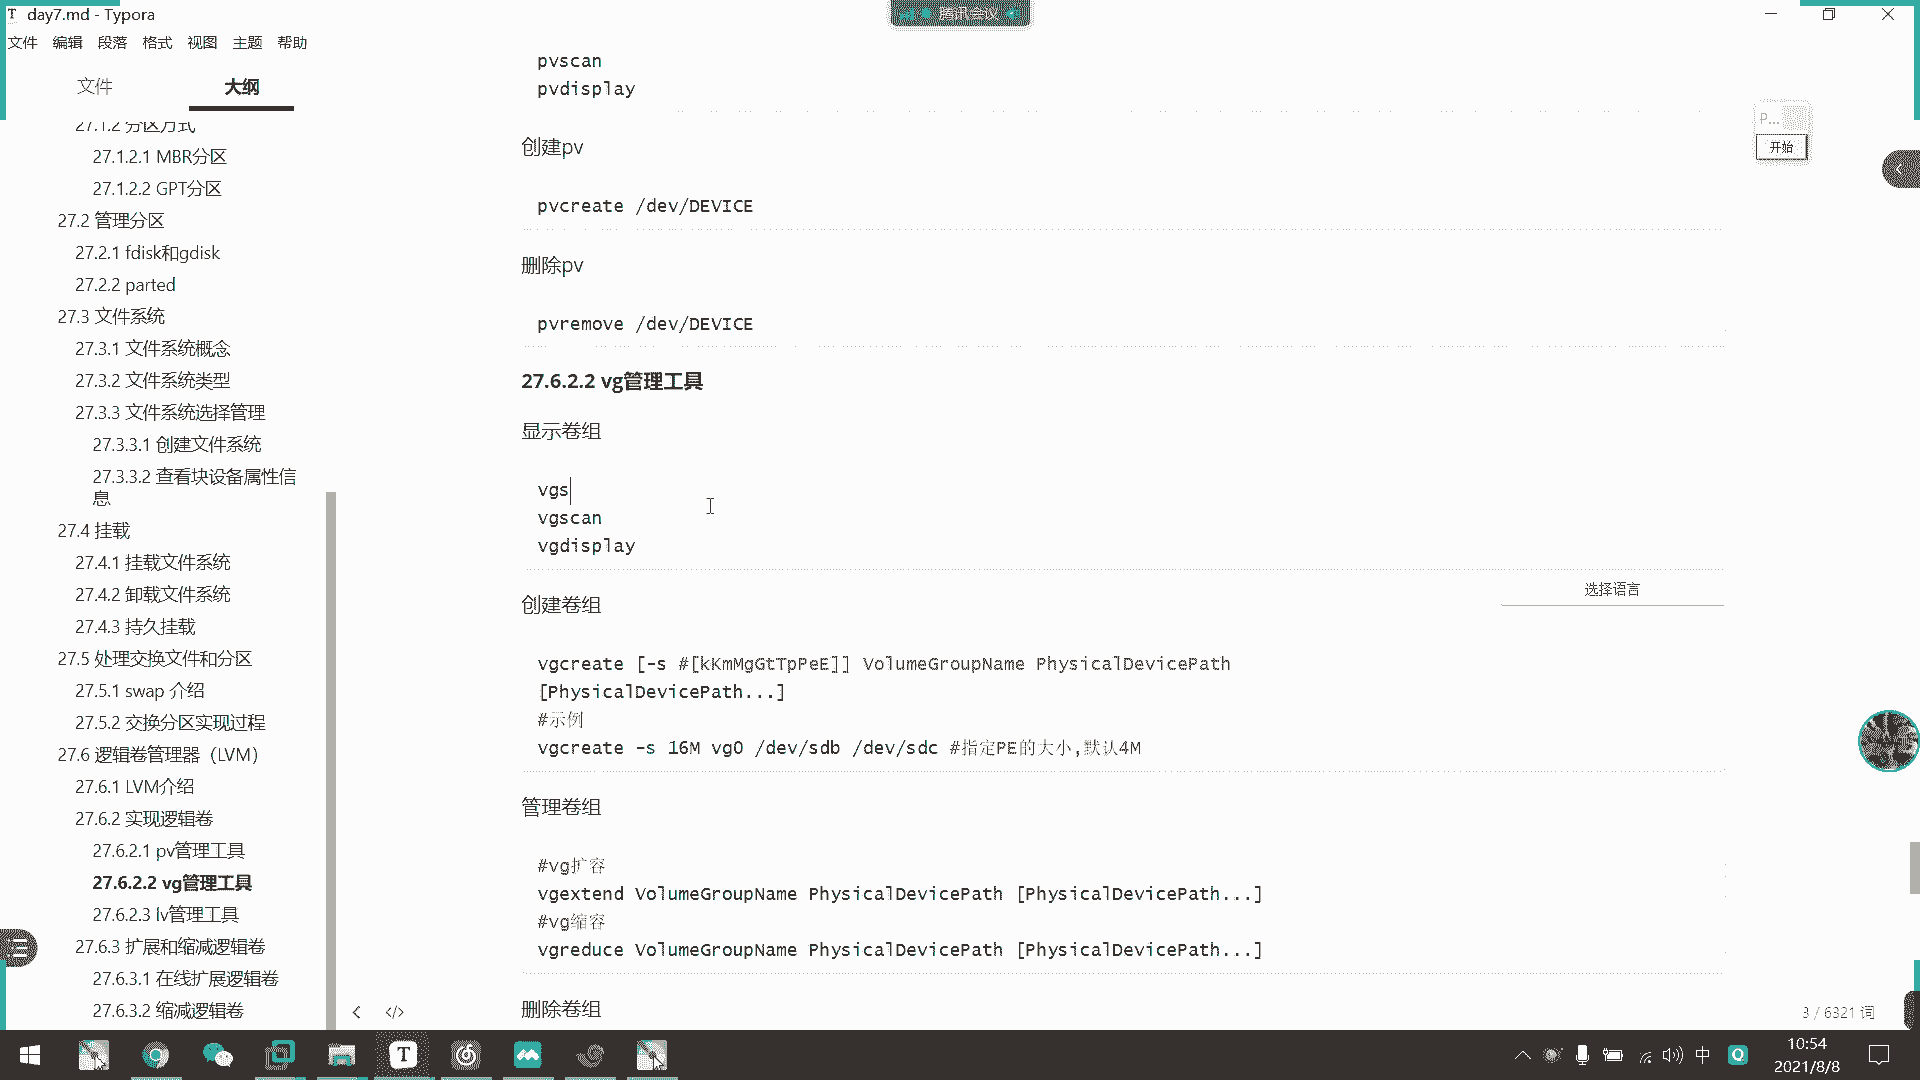 T day7.md - Typora
腾讯会议
文件 编辑 段落 格式 视图 主题 帮助
文件 大纲
27.1.2 分区方式
27.1.2.1 MBR分区
27.1.2.2 GPT分区
27.2 管理分区
27.2.1 fdisk和gdisk
27.2.2 parted
27.3 文件系统
27.3.1 文件系统概念
27.3.2 文件系统类型
27.3.3 文件系统选择管理
27.3.3.1 创建文件系统
27.3.3.2 查看块设备属性信
息
27.4 挂载
27.4.1 挂载文件系统
27.4.2 卸载文件系统
27.4.3 持久挂载
27.5 处理交换文件和分区
27.5.1 swap 介绍
27.5.2 交换分区实现过程
27.6 逻辑卷管理器（LVM）
27.6.1 LVM介绍
27.6.2 实现逻辑卷
27.6.2.1 pv管理工具
27.6.2.2 vg管理工具
27.6.2.3 lv管理工具
27.6.3 扩展和缩减逻辑卷
27.6.3.1 在线扩展逻辑卷
27.6.3.2 缩减逻辑卷
pvscan
pvdisplay
创建pv
pvcreate /dev/DEVICE
删除pv
pvremove /dev/DEVICE
27.6.2.2 vg管理工具
显示卷组
vgs
vgscan
vgdisplay
选择语言
创建卷组
vgcreate [-s #[kKmMgGtTpPeE]] VolumeGroupName PhysicalDevicePath
[PhysicalDevicePath...]
#示例
vgcreate -s 16M vg0 /dev/sdb /dev/sdc #指定PE的大小,默认4M
管理卷组
#vg扩容
vgextend VolumeGroupName PhysicalDevicePath [PhysicalDevicePath...]
#vg缩容
vgreduce VolumeGroupName PhysicalDevicePath [PhysicalDevicePath...]
删除卷组
P...
开始
3 / 6321 词
中
10:54
2021/8/8